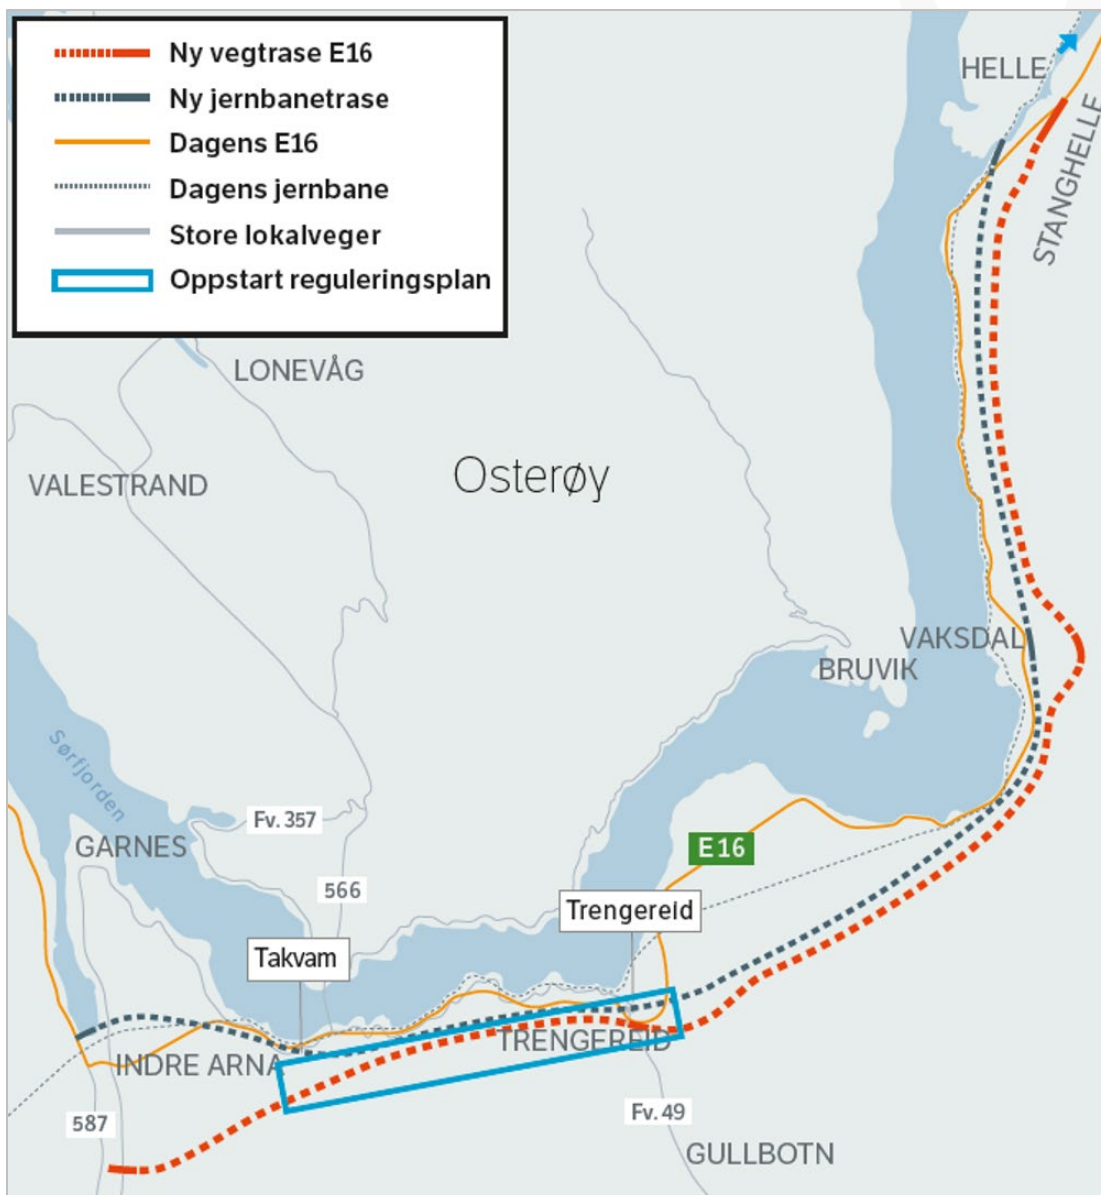 Ny vegtrase E16
Ny jernbanetrase
Dagens E16
Dagens jernbane
Store lokalveger
Oppstart reguleringsplan
HELLE
STANGHELLE
LONEVÅG
VALESTRAND
Osterøy
VAKSDAL
BRUVIK
Sørfjorden
Fv. 357
GARNES
E16
566
Trengereid
Takvam
TRENGEREID
INDRE ARNA
587
Fv. 49
GULLBOTN